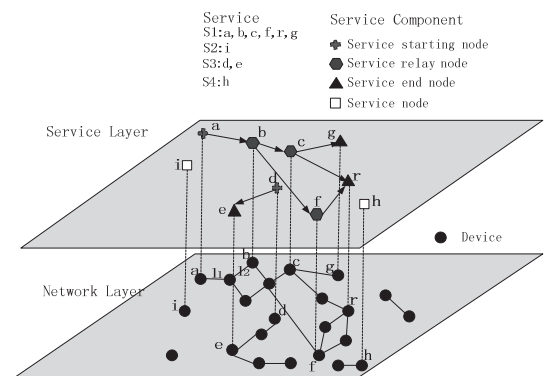 Service
S1:a,b,c,f,r,g
S2:i
S3:d,e
S4:h
Service Component
Service starting node
Service relay node
Service end node
Service node
Service Layer
a
b
c
g
i
d
r
e
f
h
Device
Network Layer
b
a
l1
l2
c
g
i
d
r
e
f
h